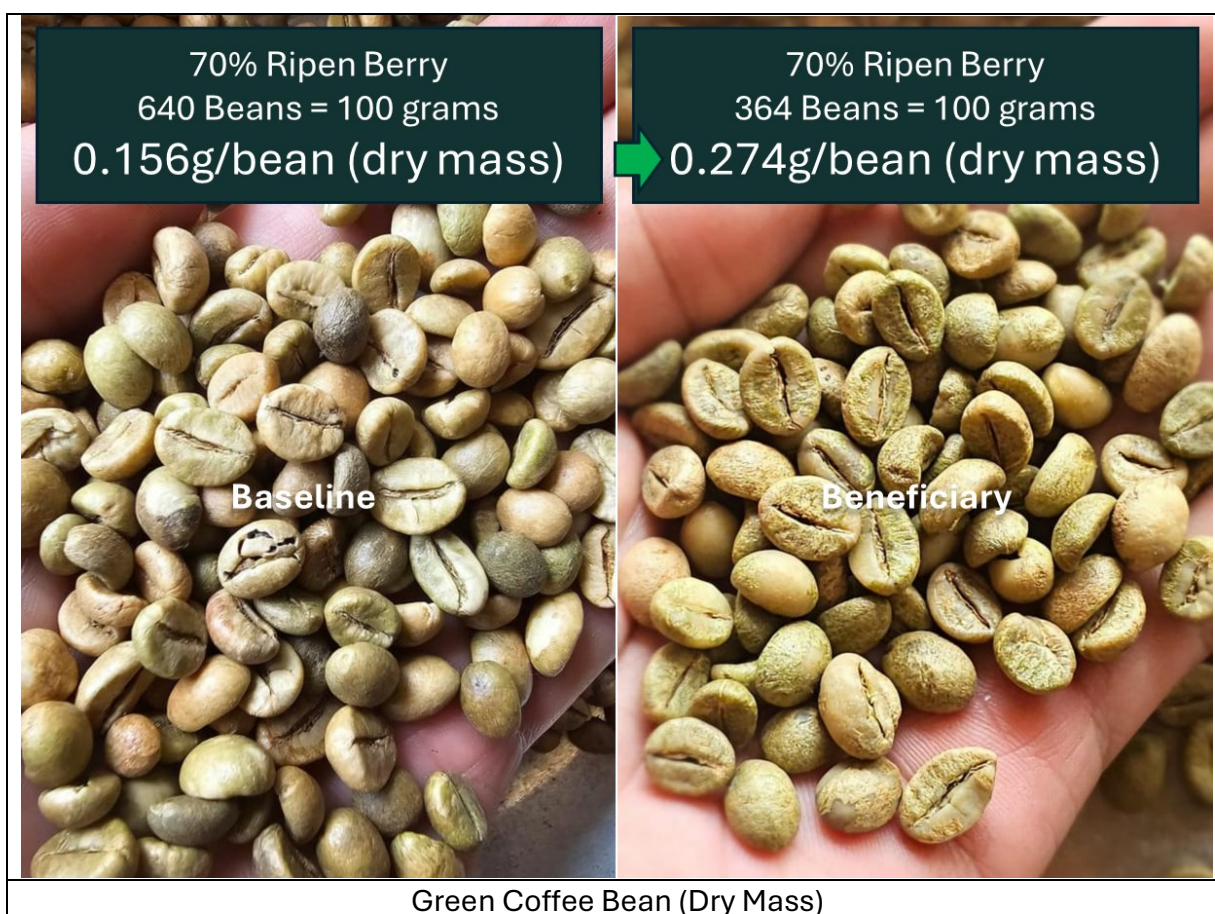 70% Ripen Berry
640 Beans = 100 grams
0.156g/bean (dry mass)
70% Ripen Berry
364 Beans = 100 grams
0.274g/bean (dry mass)
Baseline
Beneficiary
Green Coffee Bean (Dry Mass)